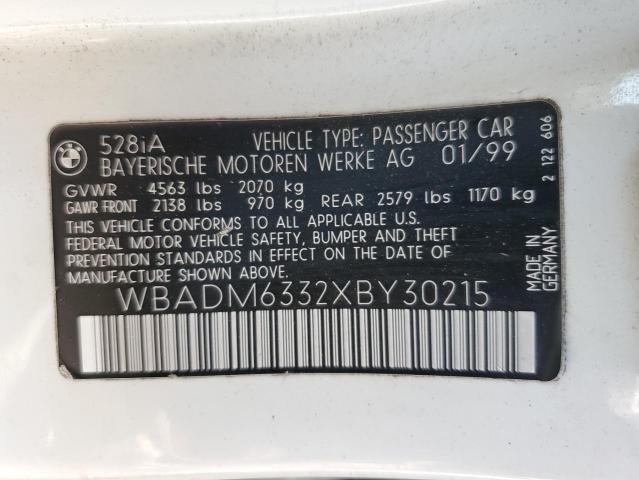 BMW
528iA VEHICLE TYPE: PASSENGER CAR
BAYERISCHE MOTOREN WERKE AG 01/99
GVWR 4563 lbs 2070 kg
GAWR FRONT 2138 lbs 970 kg REAR 2579 lbs 1170 kg
THIS VEHICLE CONFORMS TO ALL APPLICABLE U.S.
FEDERAL MOTOR VEHICLE SAFETY, BUMPER AND THEFT
PREVENTION STANDARDS IN EFFECT ON THE DATE OF
MANUFACTURE SHOWN ABOVE.
WBADM6332XBY30215
MADE IN
GERMANY
2 122 606